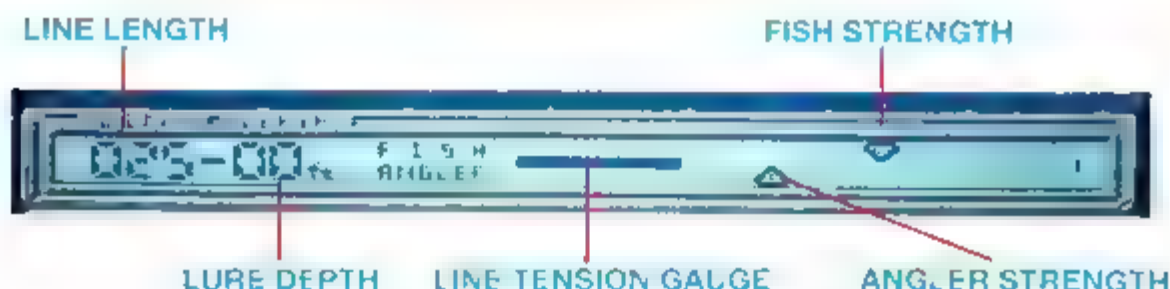 LINE LENGTH
FISH STRENGTH
025-00
FISH
ANGLER
LURE DEPTH
LINE TENSION GAUGE
ANGLER STRENGTH